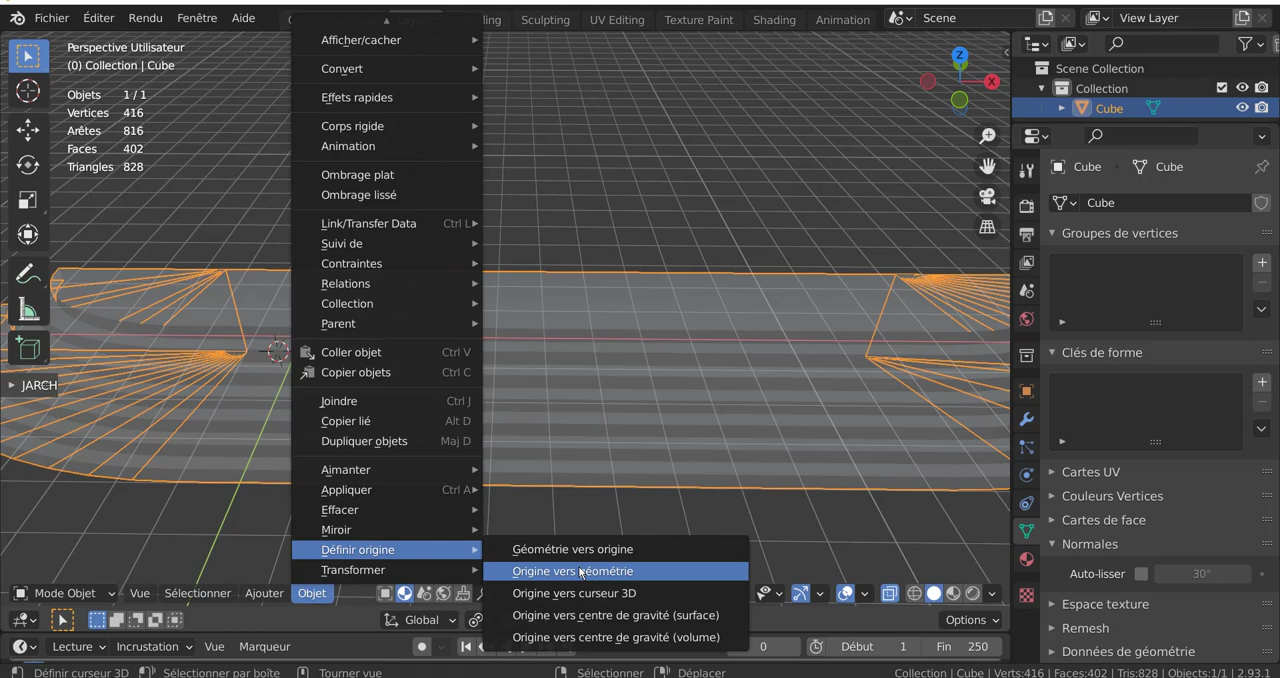 Fichier Éditer Rendu Fenêtre Aide Sculpting UV Editing Texture Paint Shading Animation Scene View Layer
Perspective Utilisateur
(0) Collection | Cube
Objets 1 / 1
Vertices 416
Arêtes 816
Faces 402
Triangles 828
JARCH
Afficher/cacher
Convert
Effets rapides
Corps rigide
Animation
Ombrage plat
Ombrage lissé
Link/Transfer Data Ctrl L
Suivi de
Contraintes
Relations
Collection
Parent
Coller objet Ctrl V
Copier objets Ctrl C
Joindre Ctrl J
Copier lié Alt D
Dupliquer objets Maj D
Aimanter
Appliquer Ctrl A
Effacer
Miroir
Définir origine
Transformer
Géométrie vers origine
Origine vers géométrie
Origine vers curseur 3D
Origine vers centre de gravité (surface)
Origine vers centre de gravité (volume)
Z
X
Scene Collection
Collection
Cube
Cube Cube
Cube
Groupes de vertices
Clés de forme
Cartes UV
Couleurs Vertices
Cartes de face
Normales
Auto-lisser 30°
Espace texture
Remesh
Données de géométrie
Mode Objet Vue Sélectionner Ajouter Objet
Global Options
Lecture Incrustation Vue Marqueur 0 Début 1 Fin 250
Définir curseur 3D Sélectionner par boîte Tourner vue Sélectionner Déplacer Collection | Cube | Verts:416 | Faces:402 | Tris:828 | Objects:1/1 | 2.93.1